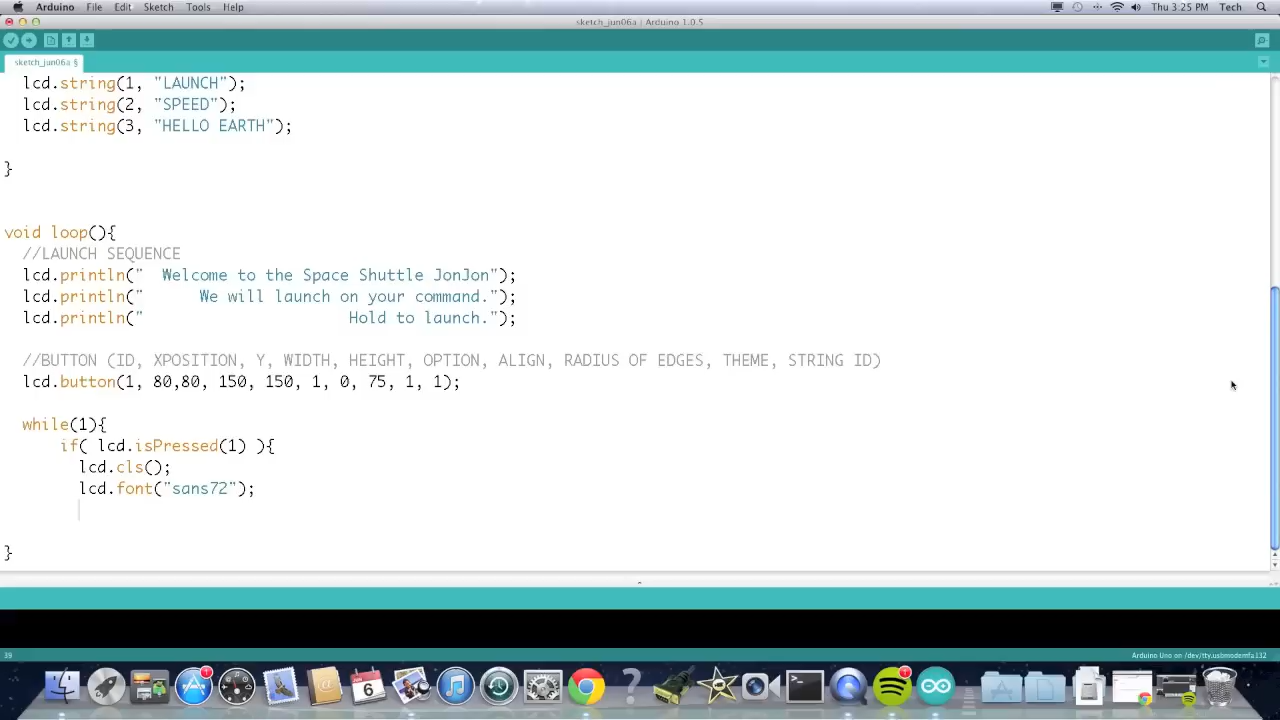 Arduino File Edit Sketch Tools Help Thu 3:25 PM Tech
sketch_jun06a | Arduino 1.0.5
sketch_jun06a §
lcd.string(1, "LAUNCH");
lcd.string(2, "SPEED");
lcd.string(3, "HELLO EARTH");
}
void loop(){
//LAUNCH SEQUENCE
lcd.println("  Welcome to the Space Shuttle JonJon");
lcd.println("      We will launch on your command.");
lcd.println("                      Hold to launch.");
//BUTTON (ID, XPOSITION, Y, WIDTH, HEIGHT, OPTION, ALIGN, RADIUS OF EDGES, THEME, STRING ID)
lcd.button(1, 80,80, 150, 150, 1, 0, 75, 1, 1);
while(1){
if( lcd.isPressed(1) ){
lcd.cls();
lcd.font("sans72");
}
39 Arduino Uno on /dev/tty.usbmodemfa132
6